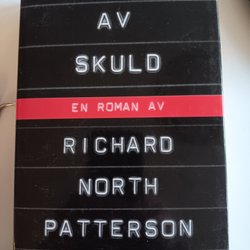 AV
SKULD
EN ROMAN AV
RICHARD
NORTH
PATTERSON